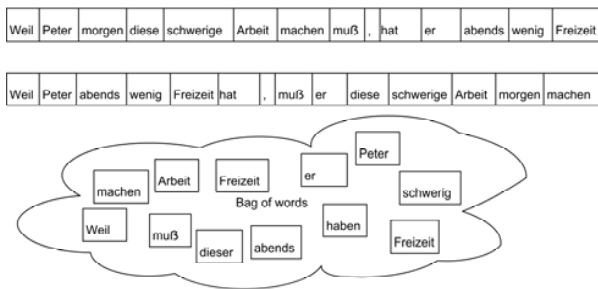 Weil Peter morgen diese schwerige Arbeit machen muß , hat er abends wenig Freizeit
Weil Peter abends wenig Freizeit hat , muß er diese schwerige Arbeit morgen machen
Peter
er
Arbeit Freizeit
machen schwerig
Bag of words
haben
Weil muß Freizeit
dieser abends